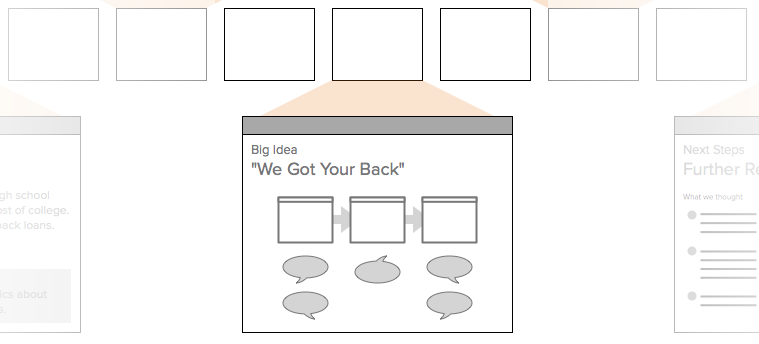 gh school
st of college.
back loans.
ics about
s.
Big Idea
"We Got Your Back"
Next Steps
Further Re
What we thought